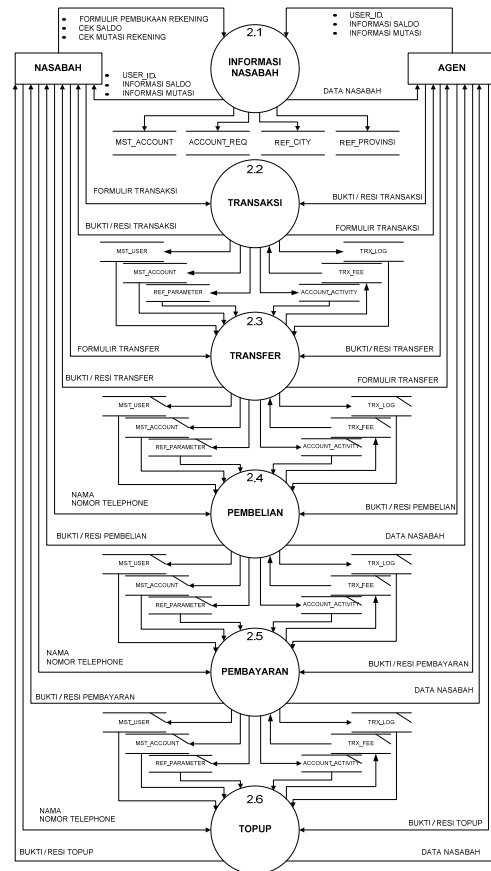 • FORMULIR PEMBUKAAN REKENING
• CEK SALDO
• CEK MUTASI REKENING
• USER_ID.
• INFORMASI SALDO
• INFORMASI MUTASI
2.1
INFORMASI
NASABAH
NASABAH
AGEN
• USER_ID.
• INFORMASI SALDO
• INFORMASI MUTASI
DATA NASABAH
MST_ACCOUNT
ACCOUNT_REQ
REF_CITY
REF_PROVINSI
2.2
TRANSAKSI
FORMULIR TRANSAKSI
BUKTI / RESI TRANSAKSI
BUKTI / RESI TRANSAKSI
FORMULIR TRANSAKSI
MST_USER
TRX_LOG
MST_ACCOUNT
TRX_FEE
REF_PARAMETER
ACCOUNT_ACTIVITY
2.3
TRANSFER
FORMULIR TRANSFER
BUKTI / RESI TRANSFER
BUKTI / RESI TRANSFER
FORMULIR TRANSFER
MST_USER
TRX_LOG
MST_ACCOUNT
TRX_FEE
REF_PARAMETER
ACCOUNT_ACTIVITY
2.4
PEMBELIAN
NAMA
NOMOR TELEPHONE
BUKTI / RESI PEMBELIAN
BUKTI / RESI PEMBELIAN
DATA NASABAH
MST_USER
TRX_LOG
MST_ACCOUNT
TRX_FEE
REF_PARAMETER
ACCOUNT_ACTIVITY
2.5
PEMBAYARAN
NAMA
NOMOR TELEPHONE
BUKTI / RESI PEMBAYARAN
BUKTI / RESI PEMBAYARAN
DATA NASABAH
MST_USER
TRX_LOG
MST_ACCOUNT
TRX_FEE
REF_PARAMETER
ACCOUNT_ACTIVITY
2.6
TOPUP
NAMA
NOMOR TELEPHONE
BUKTI / RESI TOPUP
BUKTI / RESI TOPUP
DATA NASABAH